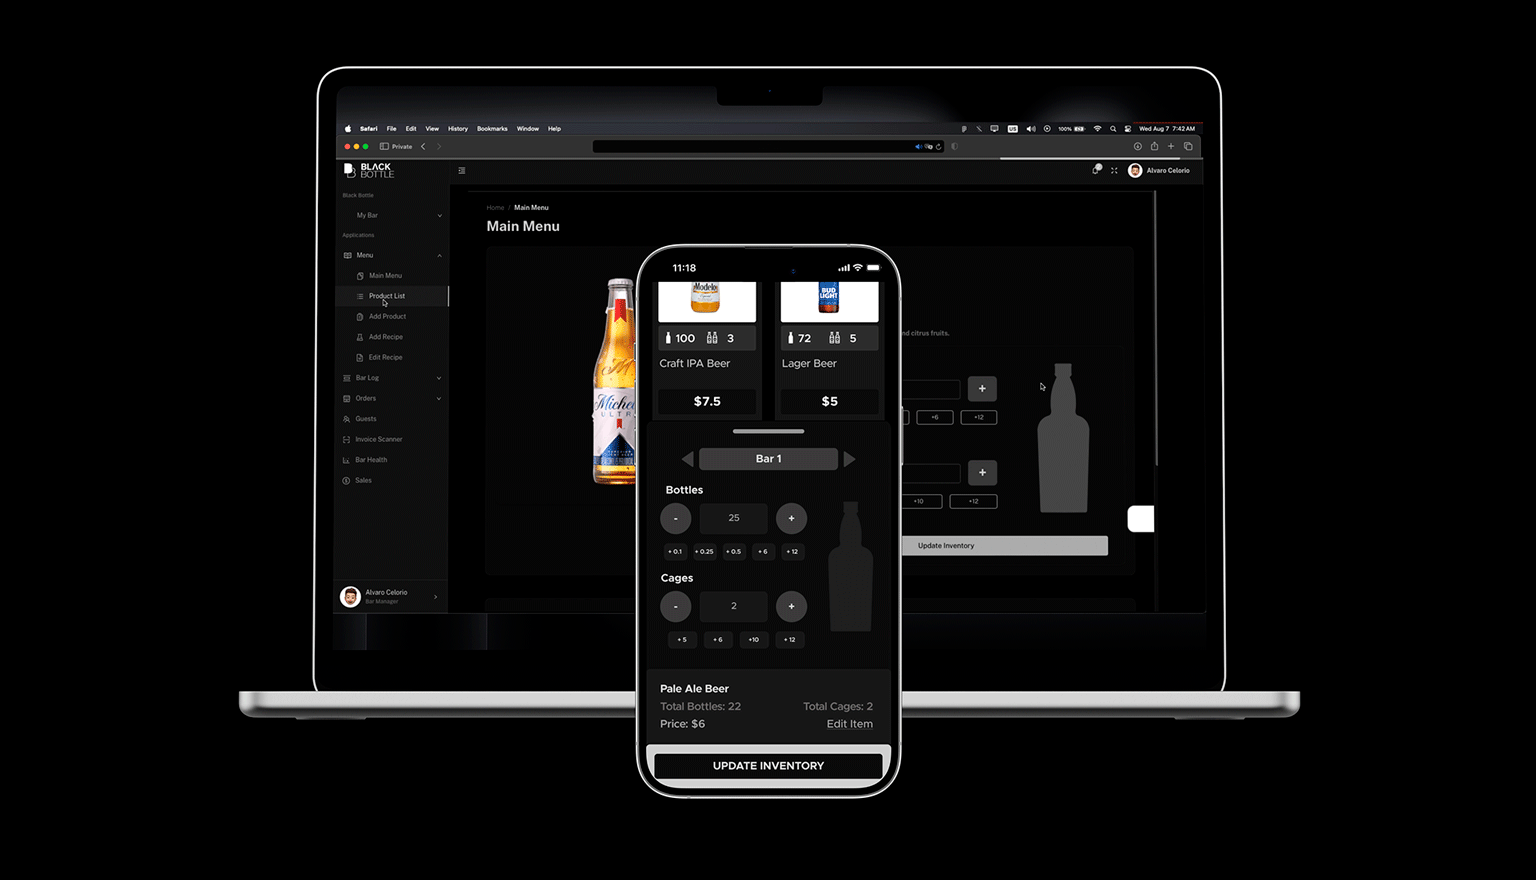 Safari File Edit View History Bookmarks Window Help
US 100% Wed Aug 7 7:42 AM
Private
BLACK
BOTTLE
Alvaro Celorio
Black Bottle
My Bar
Applications
Menu
Main Menu
Product List
Add Product
Add Recipe
Edit Recipe
Bar Log
Orders
Guests
Invoice Scanner
Bar Health
Sales
Alvaro Celorio
Bar Manager
Home / Main Menu
Main Menu
Michel
ULTR
nd citrus fruits.
+
+6 +12
+
+10 +12
Update Inventory
11:18
Modelo
BUD
LIGHT
100 3
72 5
Craft IPA Beer
Lager Beer
$7.5
$5
Bar 1
Bottles
- 25 +
+ 0.1 + 0.25 + 0.5 + 6 + 12
Cages
- 2 +
+ 5 + 6 +10 + 12
Pale Ale Beer
Total Bottles: 22 Total Cages: 2
Price: $6 Edit Item
UPDATE INVENTORY